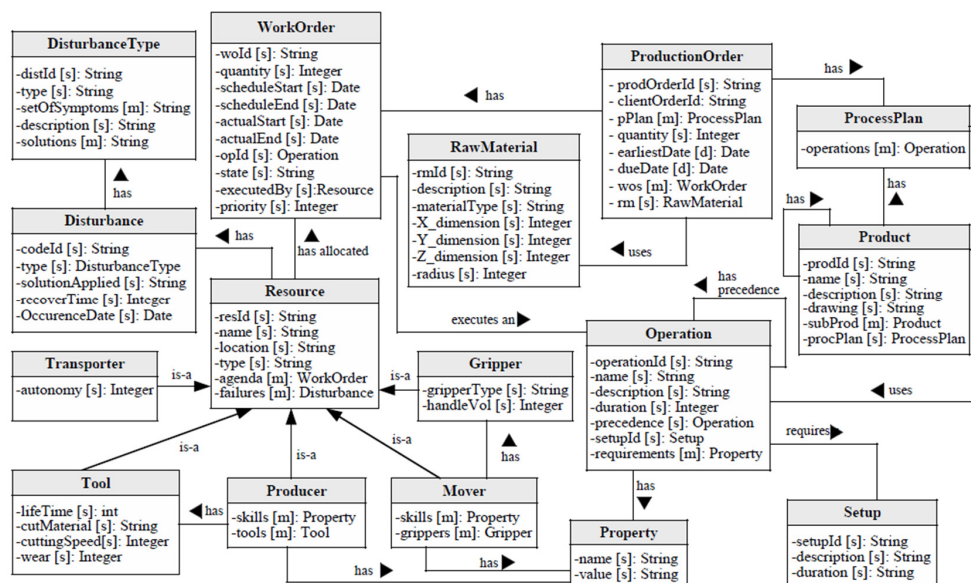 WorkOrder
-woId [s]: String
-quantity [s]: Integer
-scheduleStart [s]: Date
-scheduleEnd [s]: Date
-actualStart [s]: Date
-actualEnd [s]: Date
-opId [s]: Operation
-state [s]: String
-executedBy [s]:Resource
-priority [s]: Integer
DisturbanceType
-distId [s]: String
-type [s]: String
-setOfSymptoms [m]: String
-description [s]: String
-solutions [m]: String
has
ProductionOrder
- prodOrderId [s]: String
- clientOrderId: String
- pPlan [m]: ProcessPlan
- quantity [s]: Integer
- earliestDate [d]: Date
- dueDate [d]: Date
- wos [m]: WorkOrder
- rm [s]: RawMaterial
has
ProcessPlan
-operations [m]: Operation
RawMaterial
-rmId [s]: String
-description [s]: String
-materialType [s]: String
-X_dimension [s]: Integer
-Y_dimension [s]: Integer
-Z_dimension [s]: Integer
-radius [s]: Integer
has
Disturbance
-codeId [s]: String
-type [s]: DisturbanceType
-solutionApplied [s]: String
-recoverTime [s]: Integer
-OccurenceDate [s]: Date
has
has allocated
uses
has
has
Product
-prodId [s]: String
-name [s]: String
-description [s]: String
-drawing [s]: String
-subProd [m]: Product
-procPlan [s]: ProcessPlan
Resource
-resId [s]: String
-name [s]: String
-location [s]: String
-type [s]: String
-agenda [m]: WorkOrder
-failures [m]: Disturbance
has
precedence
executes an
Operation
-operationId [s]: String
-name [s]: String
-description [s]: String
-duration [s]: Integer
-precedence [s]: Operation
-setupId [s]: Setup
-requirements [m]: Property
Transporter
-autonomy [s]: Integer
is-a
is-a
Gripper
-gripperType [s]: String
-handleVol [s]: Integer
uses
requires
is-a
is-a
is-a
has
has
Tool
-lifeTime [s]: int
-cutMaterial [s]: String
-cuttingSpeed[s]: Integer
-wear [s]: Integer
has
Producer
-skills [m]: Property
-tools [m]: Tool
Mover
-skills [m]: Property
-grippers [m]: Gripper
has
has
Property
-name [s]: String
-value [s]: String
Setup
-setupId [s]: String
-description [s]: String
-duration [s]: String